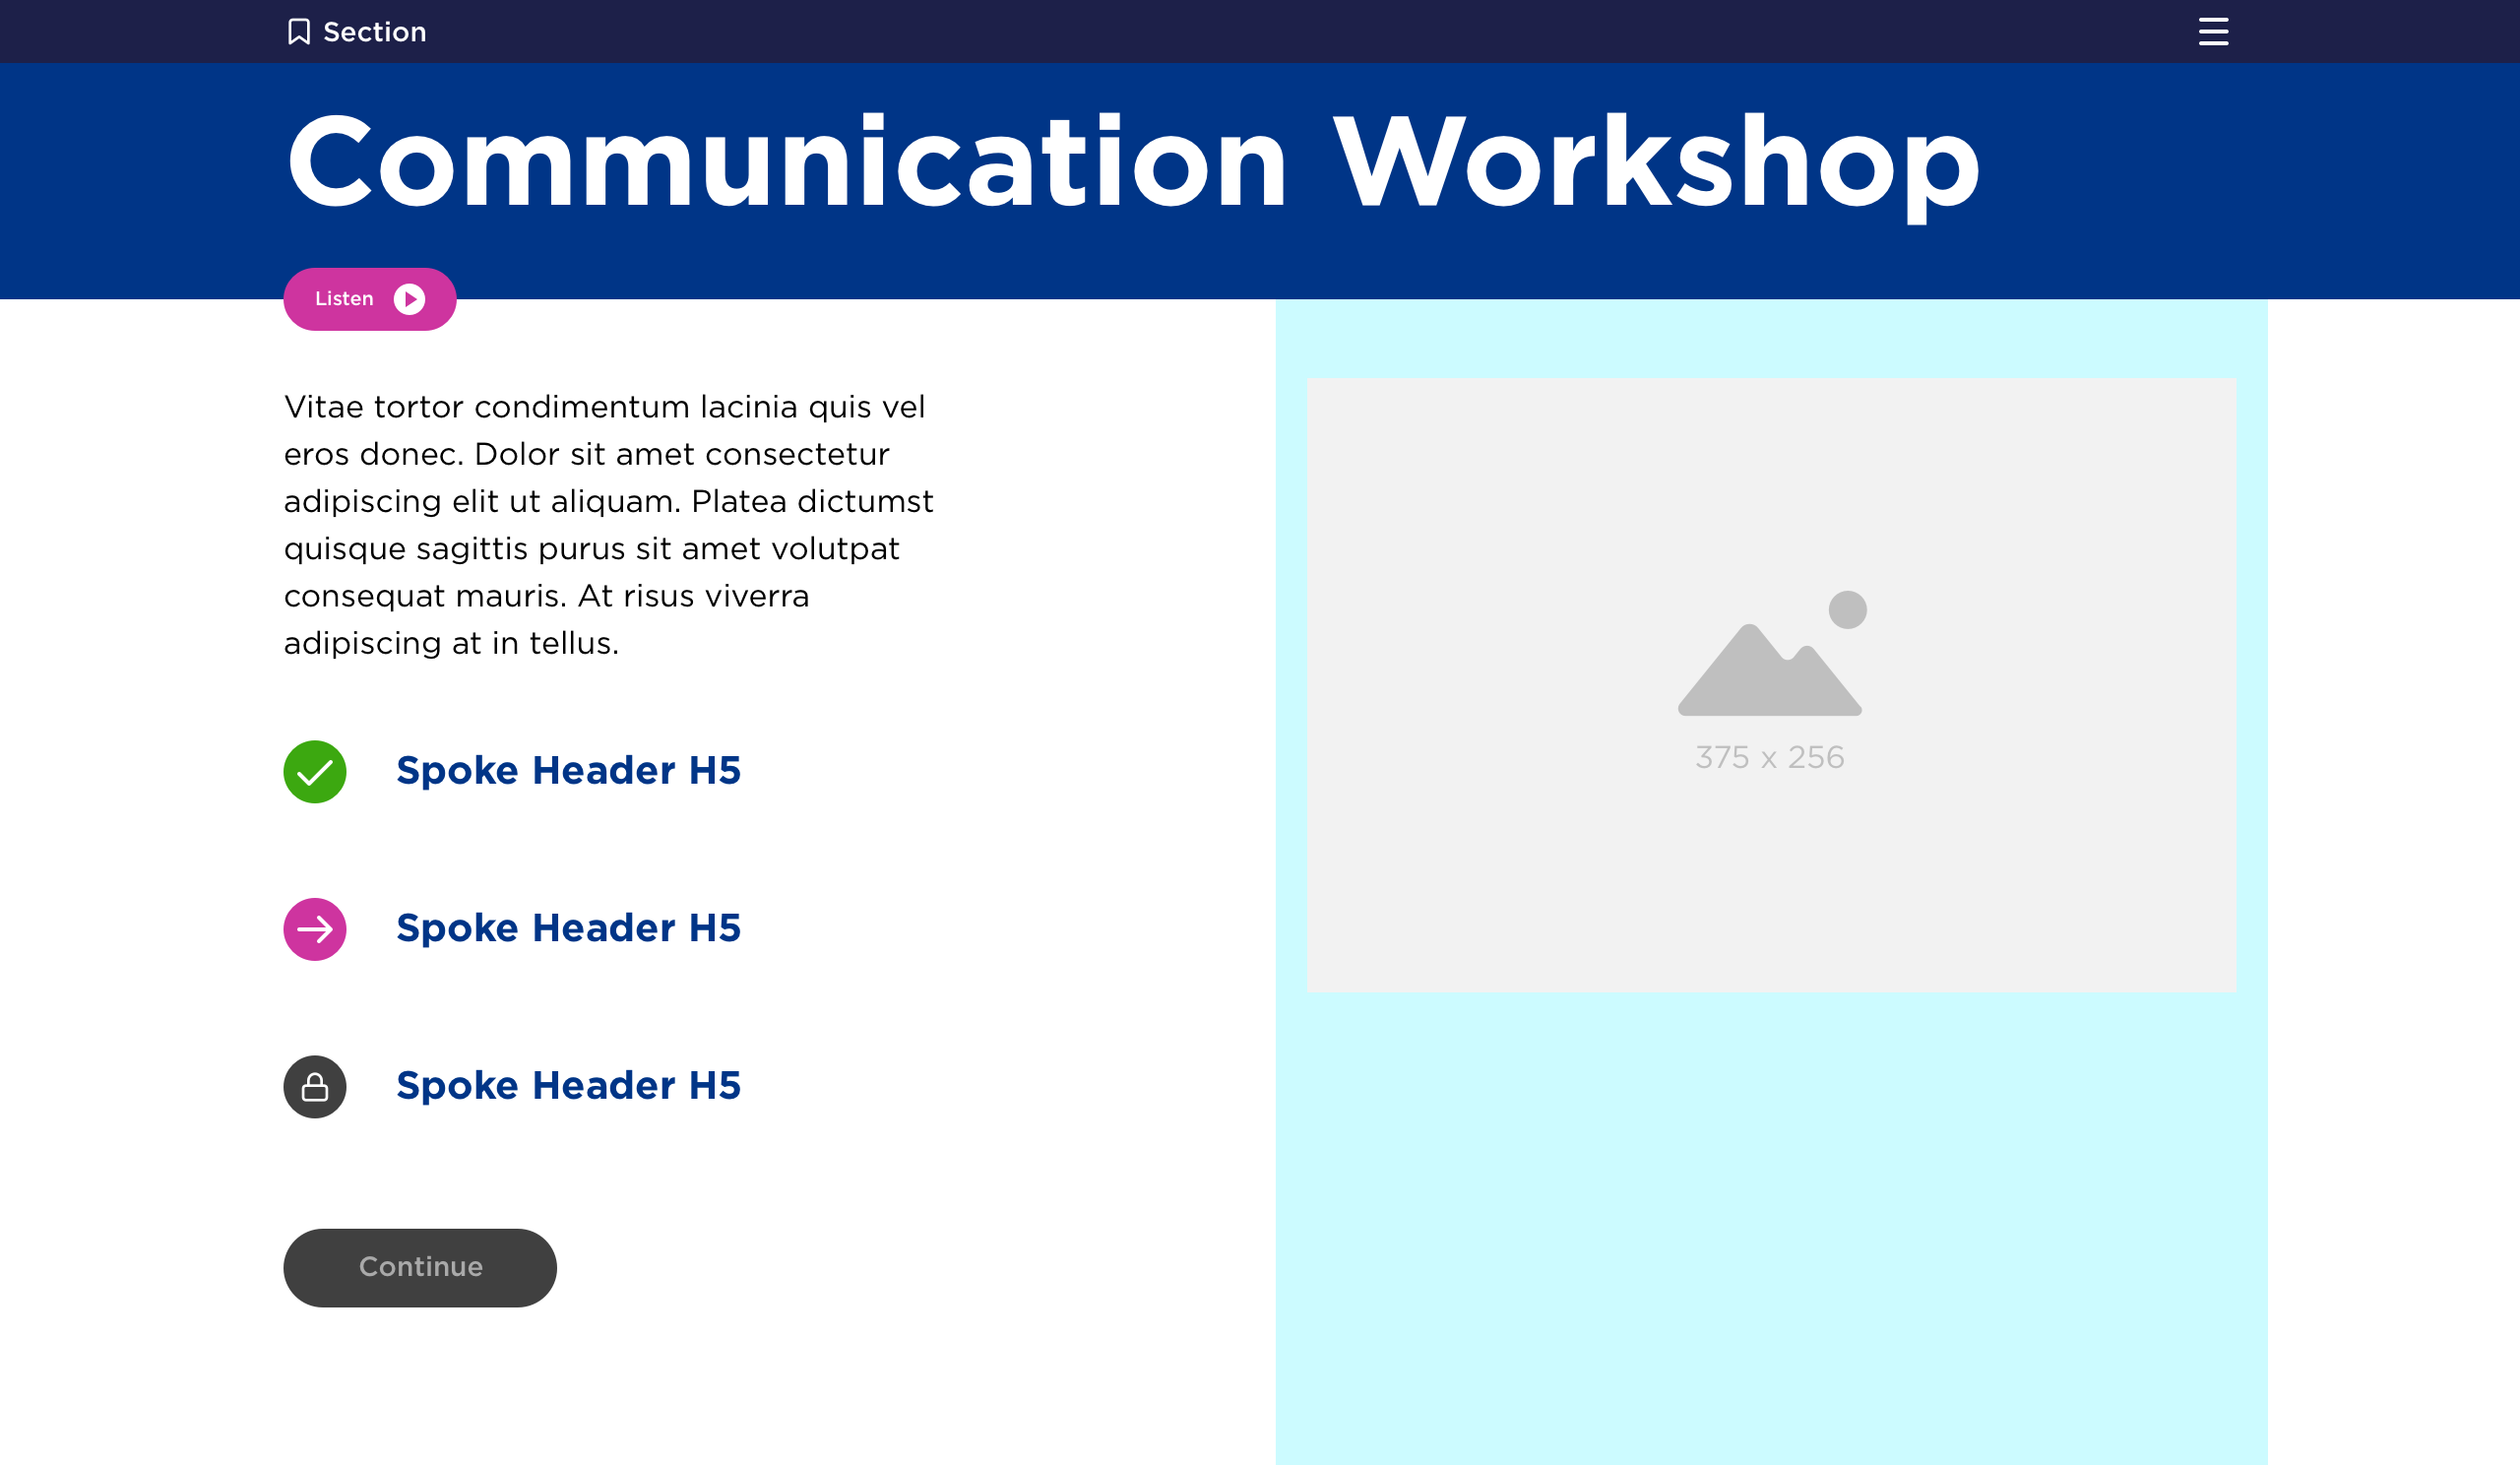 Section
Communication Workshop
Listen
Vitae tortor condimentum lacinia quis vel
eros donec. Dolor sit amet consectetur
adipiscing elit ut aliquam. Platea dictumst
quisque sagittis purus sit amet volutpat
consequat mauris. At risus viverra
adipiscing at in tellus.
Spoke Header H5
Spoke Header H5
Spoke Header H5
Continue
375 x 256